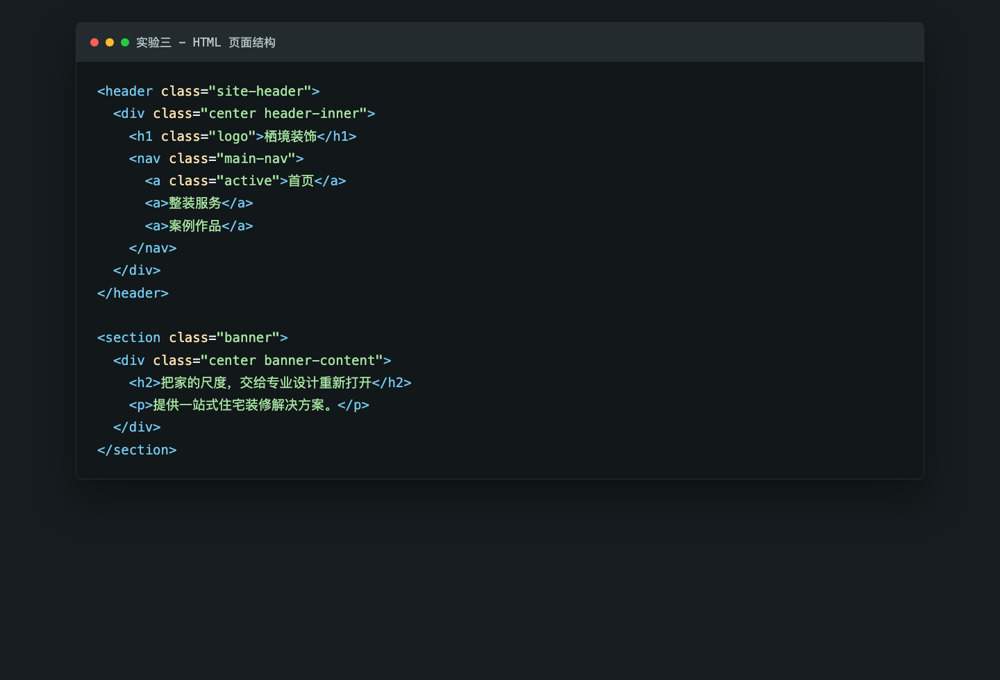 实验三 - HTML 页面结构
<header class="site-header">
  <div class="center header-inner">
    <h1 class="logo">栖境装饰</h1>
    <nav class="main-nav">
      <a class="active">首页</a>
      <a>整装服务</a>
      <a>案例作品</a>
    </nav>
  </div>
</header>

<section class="banner">
  <div class="center banner-content">
    <h2>把家的尺度，交给专业设计重新打开</h2>
    <p>提供一站式住宅装修解决方案。</p>
  </div>
</section>